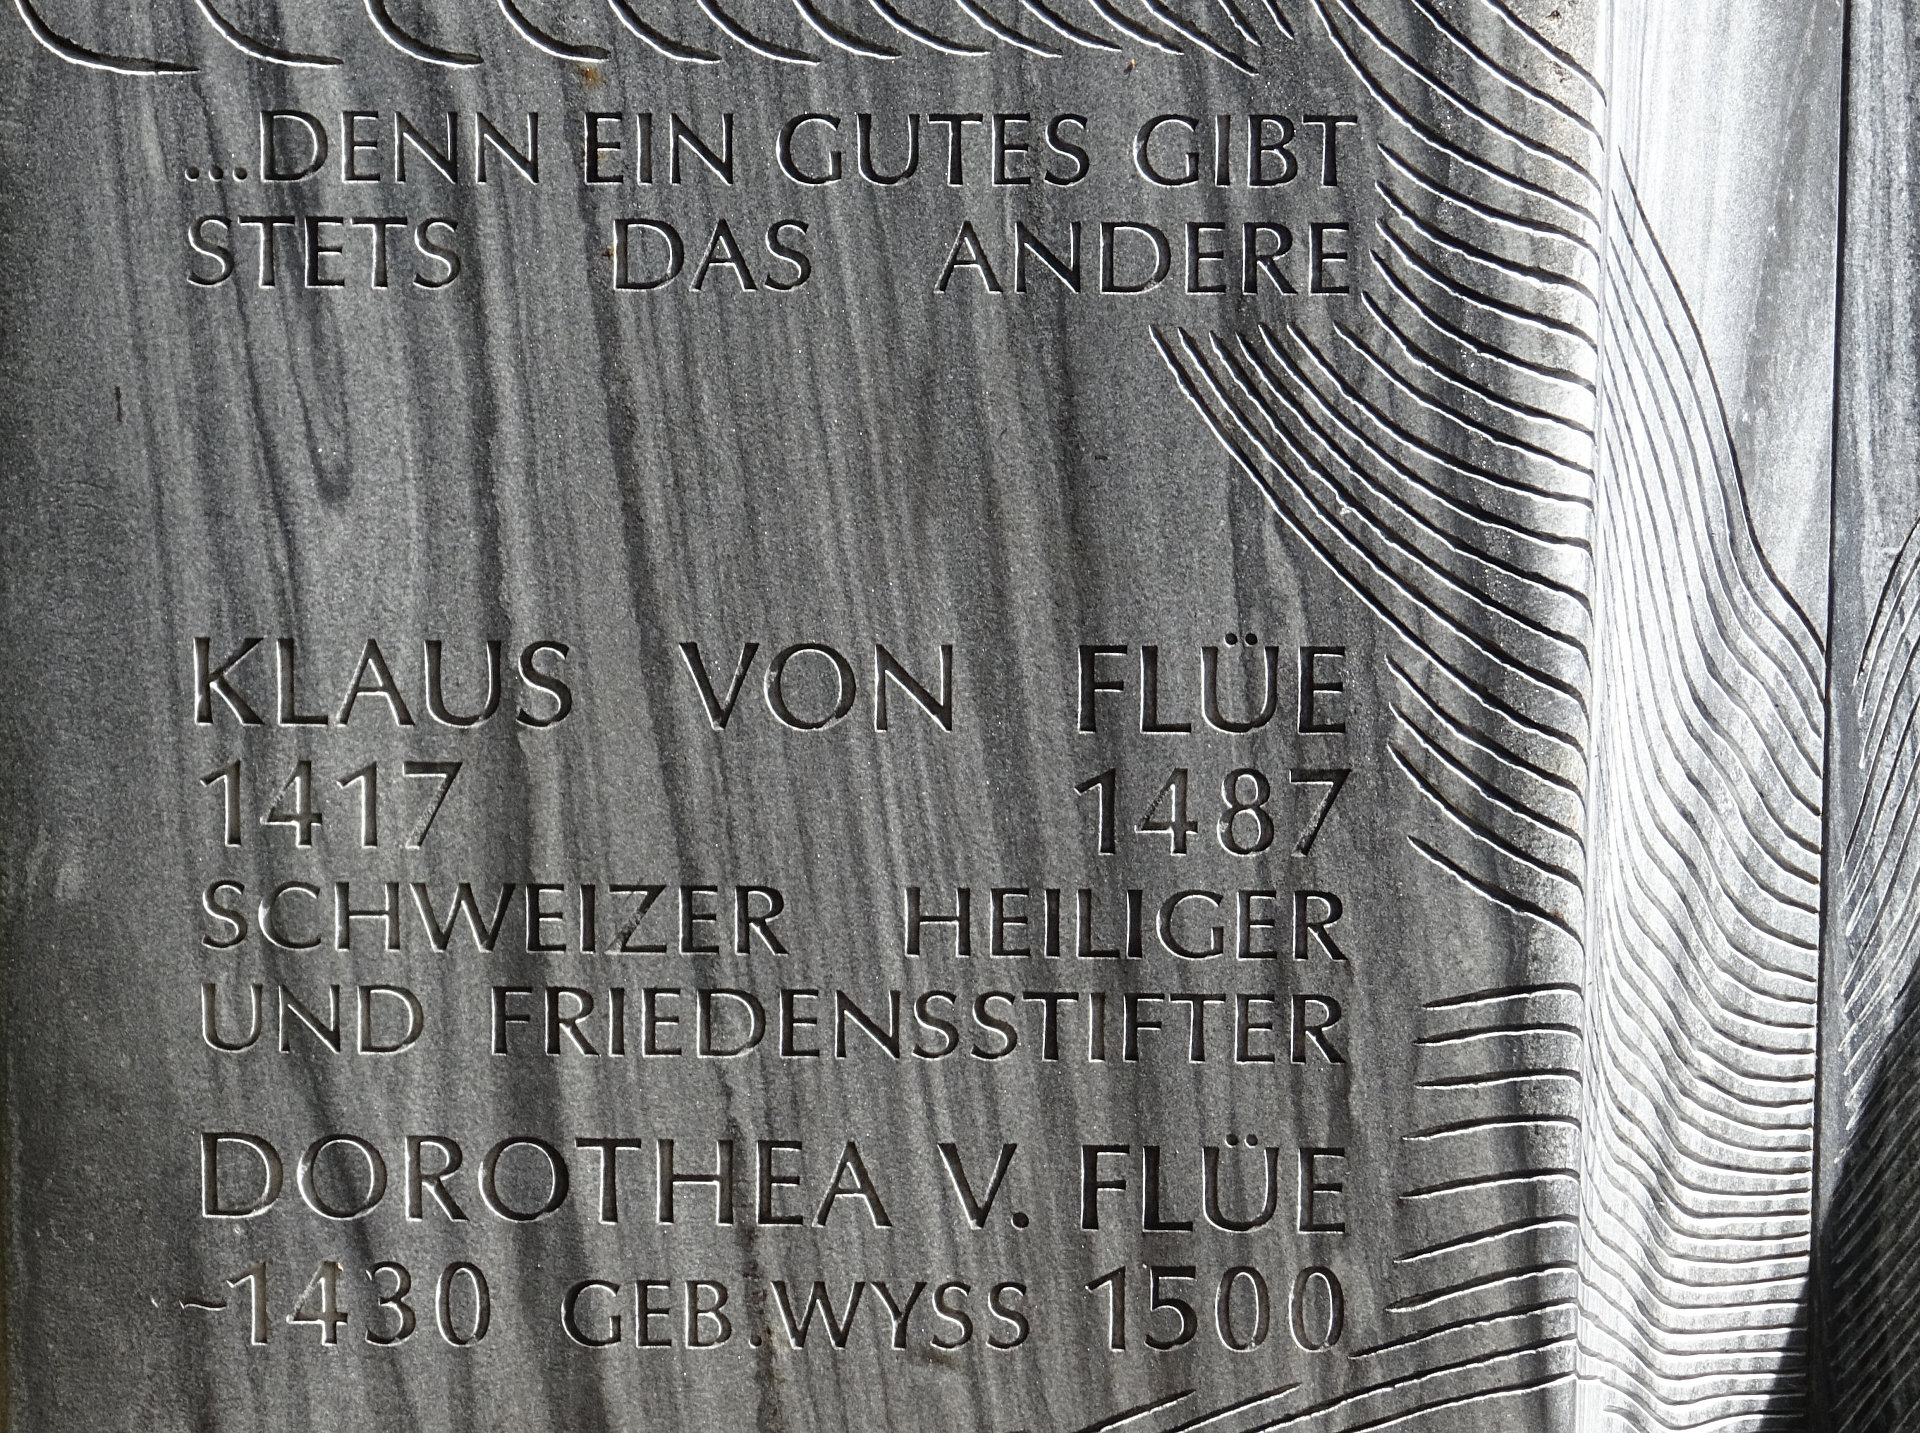 ...DENN EIN GUTES GIBT
STETS DAS ANDERE
KLAUS VON FLÜE
1417 1487
SCHWEIZER HEILIGER
UND FRIEDENSSTIFTER
DOROTHEA V. FLÜE
~1430 GEB.WYSS 1500